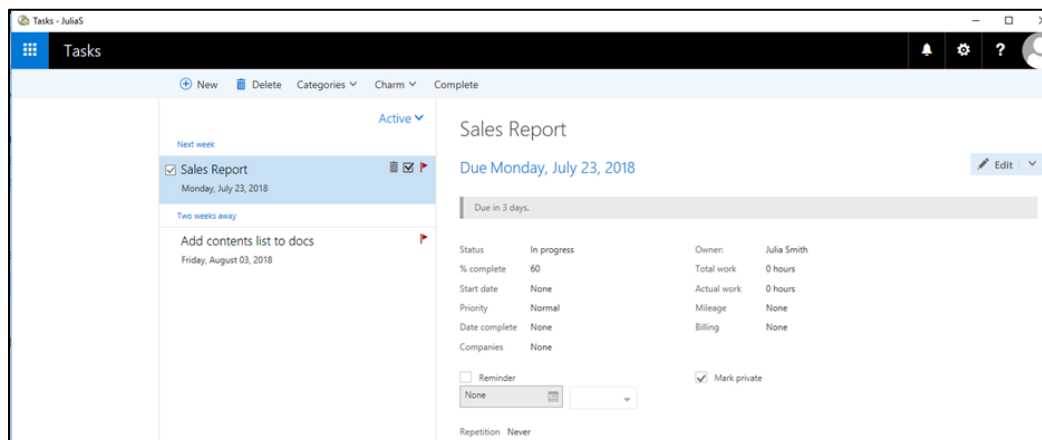 Tasks - JuliaS
Tasks
?
New Delete Categories Charm Complete
Active
Next week
Sales Report
Monday, July 23, 2018
Two weeks away
Add contents list to docs
Friday, August 03, 2018
Sales Report
Due Monday, July 23, 2018
Edit
Due in 3 days.
Status In progress Owner: Julia Smith
% complete 60 Total work 0 hours
Start date None Actual work 0 hours
Priority Normal Mileage None
Date complete None Billing None
Companies None
Reminder Mark private
None
Repetition Never